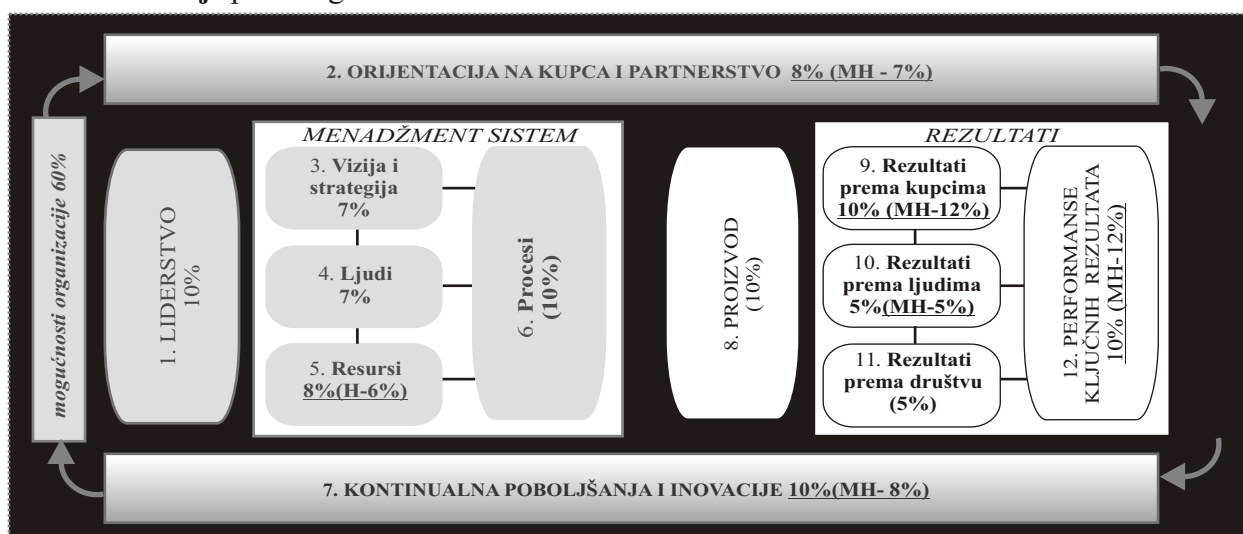 2. ORIJENTACIJA NA KUPCA I PARTNERSTVO 8% (MH - 7%)
mogućnosti organizacije 60%
1. LIDERSTVO
10%
MENADŽMENT SISTEM
3. Vizija i
strategija
7%
4. Ljudi
7%
5. Resursi
8%(H-6%)
6. Procesi
(10%)
8. PROIZVOD
(10%)
REZULTATI
9. Rezultati
prema kupcima
10% (MH-12%)
10. Rezultati
prema ljudima
5%(MH-5%)
11. Rezultati
prema društvu
(5%)
12. PERFORMANSE
KLJUČNIH REZULTATA
10% (MH-12%)
7. KONTINUALNA POBOLJŠANJA I INOVACIJE 10%(MH- 8%)